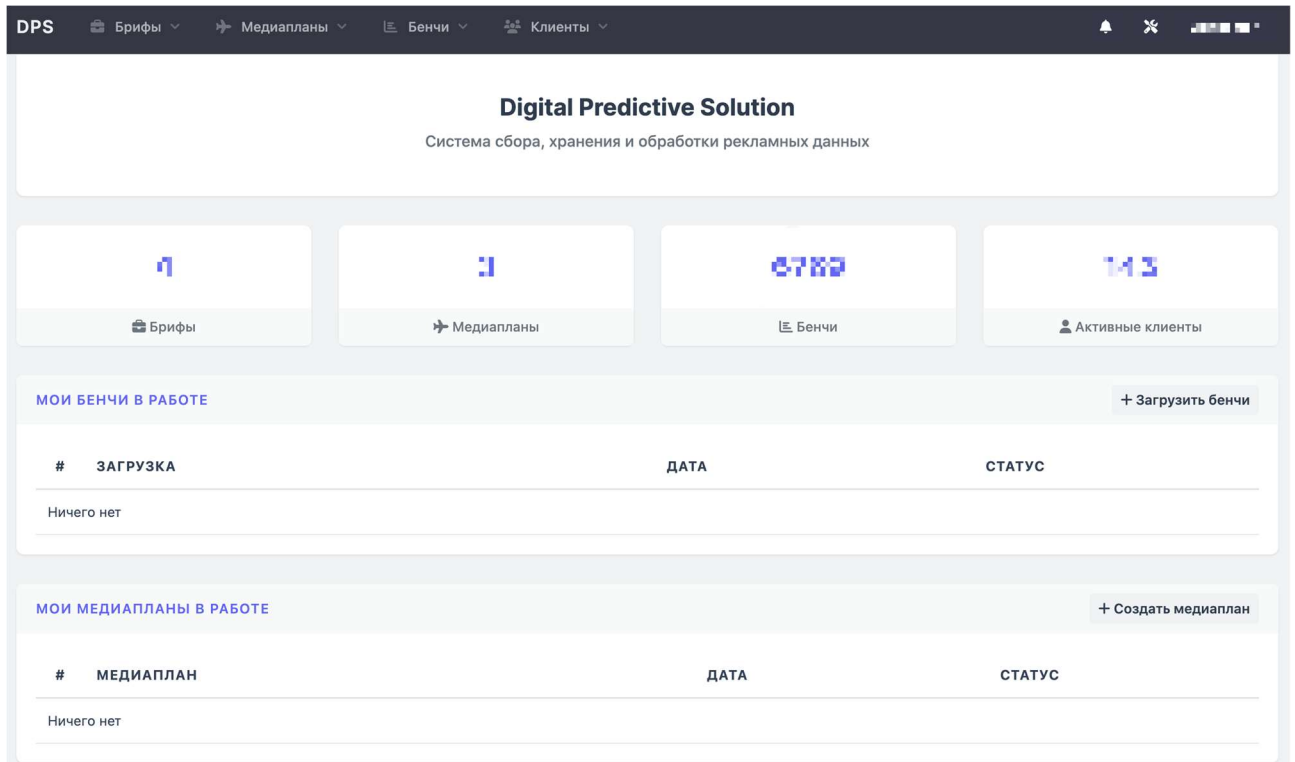 DPS Брифы Медиапланы Бенчи Клиенты
Digital Predictive Solution
Система сбора, хранения и обработки рекламных данных
Брифы Медиапланы Бенчи Активные клиенты
МОИ БЕНЧИ В РАБОТЕ + Загрузить бенчи
# ЗАГРУЗКА ДАТА СТАТУС
Ничего нет
МОИ МЕДИАПЛАНЫ В РАБОТЕ + Создать медиаплан
# МЕДИАПЛАН ДАТА СТАТУС
Ничего нет